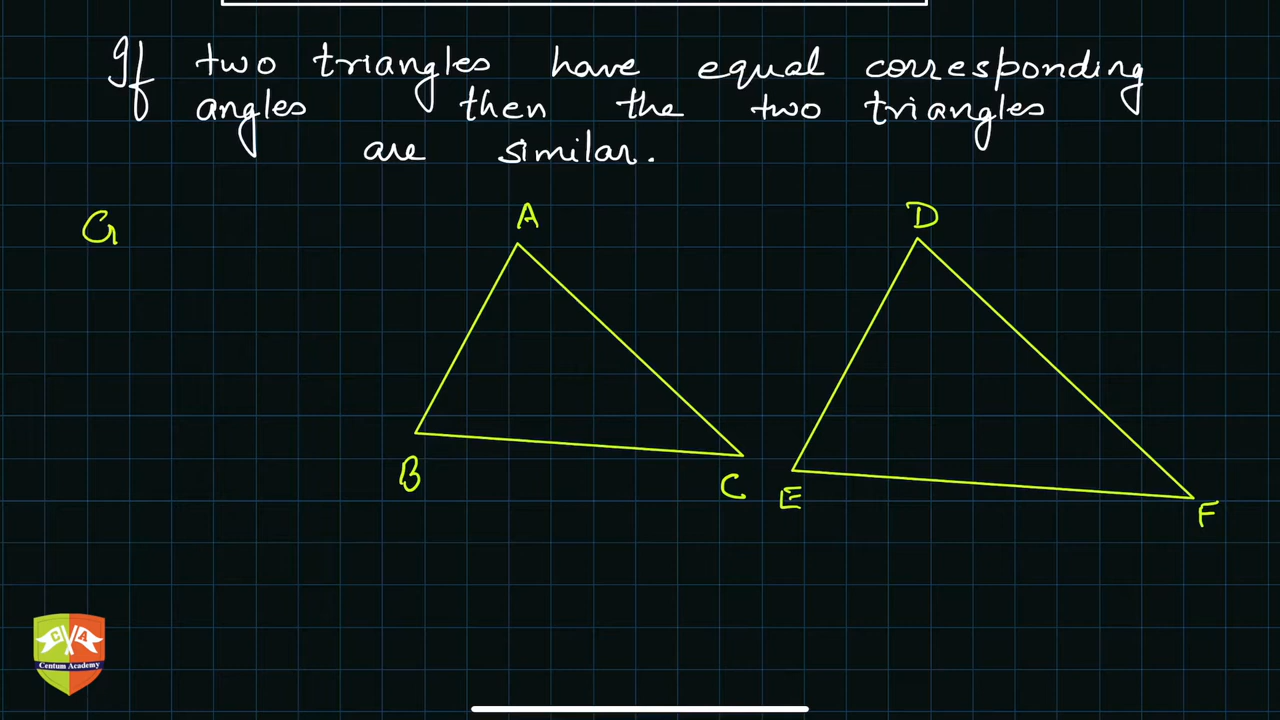 If two triangles have equal corresponding
angles then the two triangles
are similar.
G
A
D
B
C
E
F
C A
Centum Academy